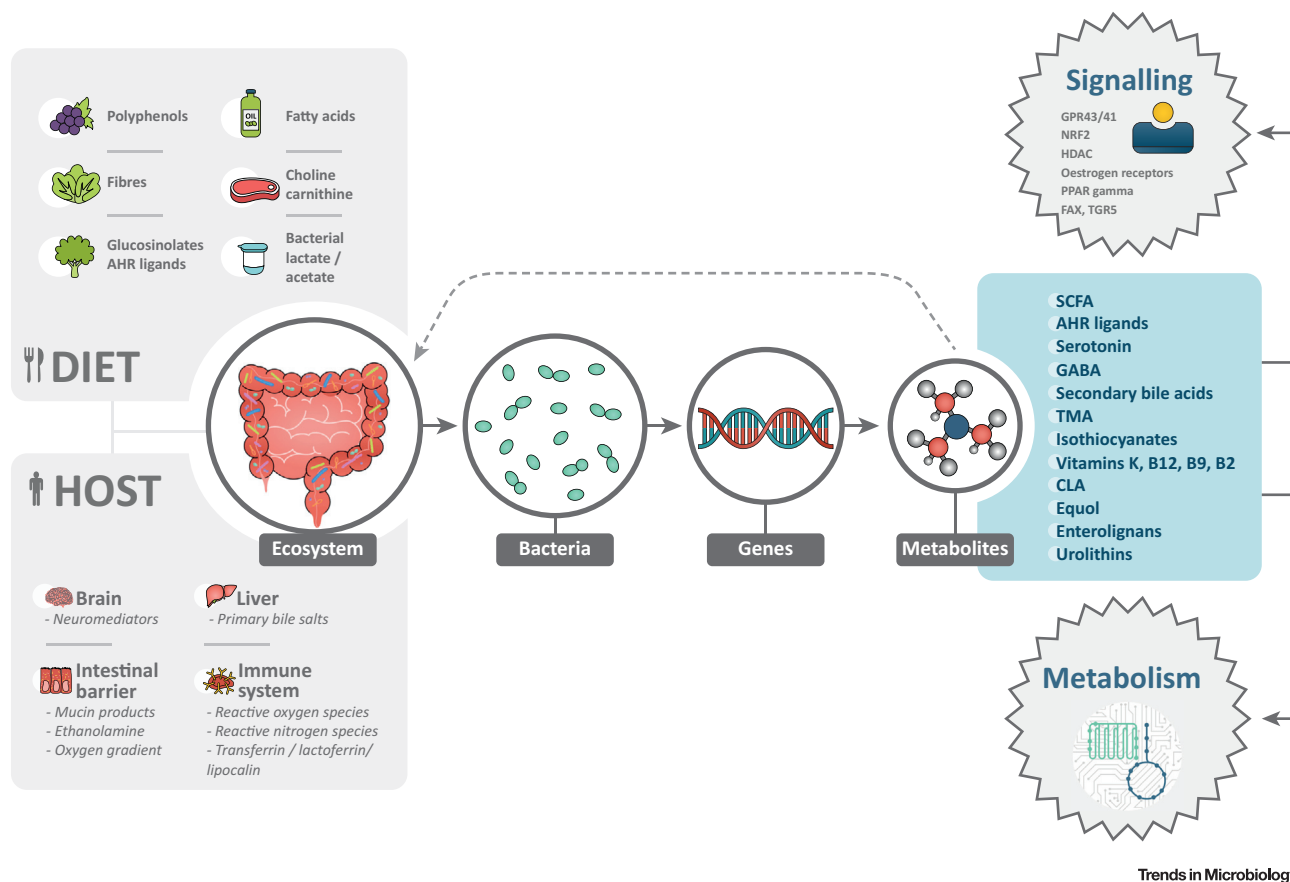 Polyphenols
Fatty acids
OIL
Fibres
Choline
carnithine
Glucosinolates
AHR ligands
Bacterial
lactate /
acetate
DIET
HOST
Brain
- Neuromediators
Liver
- Primary bile salts
Intestinal
barrier
- Mucin products
- Ethanolamine
- Oxygen gradient
Immune
system
- Reactive oxygen species
- Reactive nitrogen species
- Transferrin / lactoferrin/
lipocalin
Ecosystem
Bacteria
Genes
Metabolites
Signalling
GPR43/41
NRF2
HDAC
Oestrogen receptors
PPAR gamma
FAX, TGR5
SCFA
AHR ligands
Serotonin
GABA
Secondary bile acids
TMA
Isothiocyanates
Vitamins K, B12, B9, B2
CLA
Equol
Enterolignans
Urolithins
Metabolism
Trends in Microbiolog